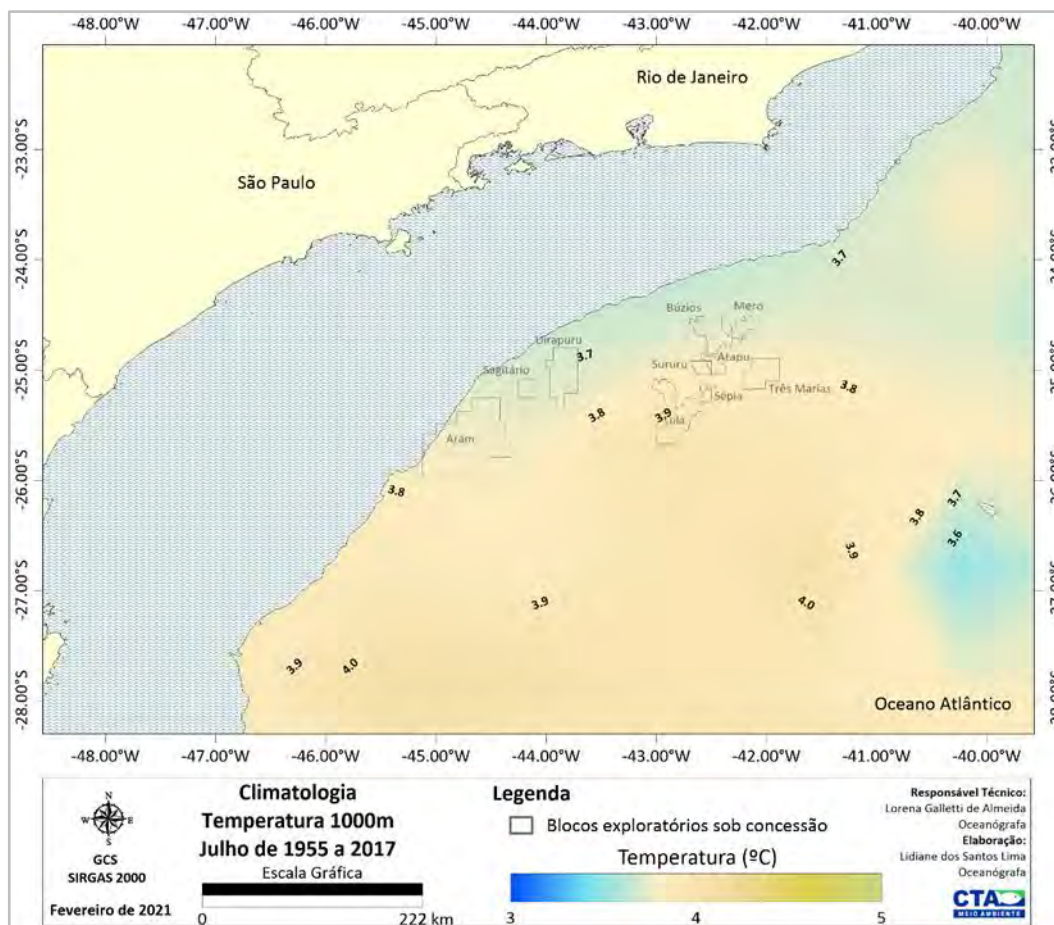 -48.00°W -47.00°W -46.00°W -45.00°W -44.00°W -43.00°W -42.00°W -41.00°W -40.00°W
Rio de Janeiro
-23.00°S
São Paulo
-24.00°S
3.7
Búzios Mero
Uirapuru
3.7
-25.00°S
Sururu Atapu
Sagitário
3.8
Três Marias
Sépia
3.8
3.9
Tula
Aram
-26.00°S
3.8
3.7
3.8
3.6
3.9
-27.00°S
3.9
4.0
3.9
4.0
-28.00°S
Oceano Atlântico
-48.00°W -47.00°W -46.00°W -45.00°W -44.00°W -43.00°W -42.00°W -41.00°W -40.00°W
N
W E
S
GCS
SIRGAS 2000
Fevereiro de 2021
Climatologia
Temperatura 1000m
Julho de 1955 a 2017
Escala Gráfica
0 222 km
Legenda
Blocos exploratórios sob concessão
Temperatura (ºC)
3 4 5
Responsável Técnico:
Lorena Galletti de Almeida
Oceanógrafa
Elaboração:
Lidiane dos Santos Lima
Oceanógrafa
CTA
MEIO AMBIENTE